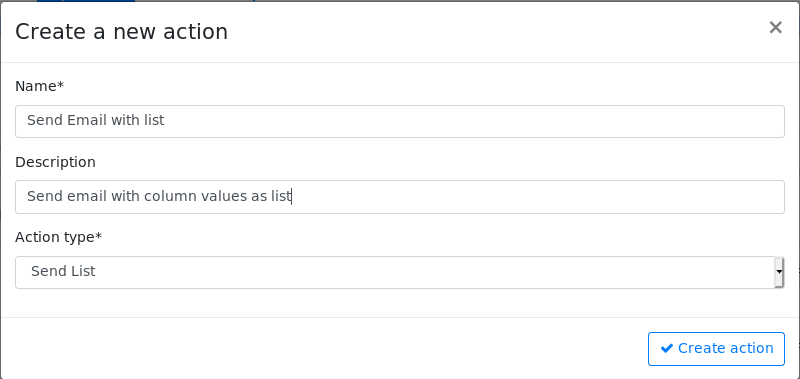 Create a new action
×
Name*
Send Email with list
Description
Send email with column values as list
Action type*
Send List
Create action